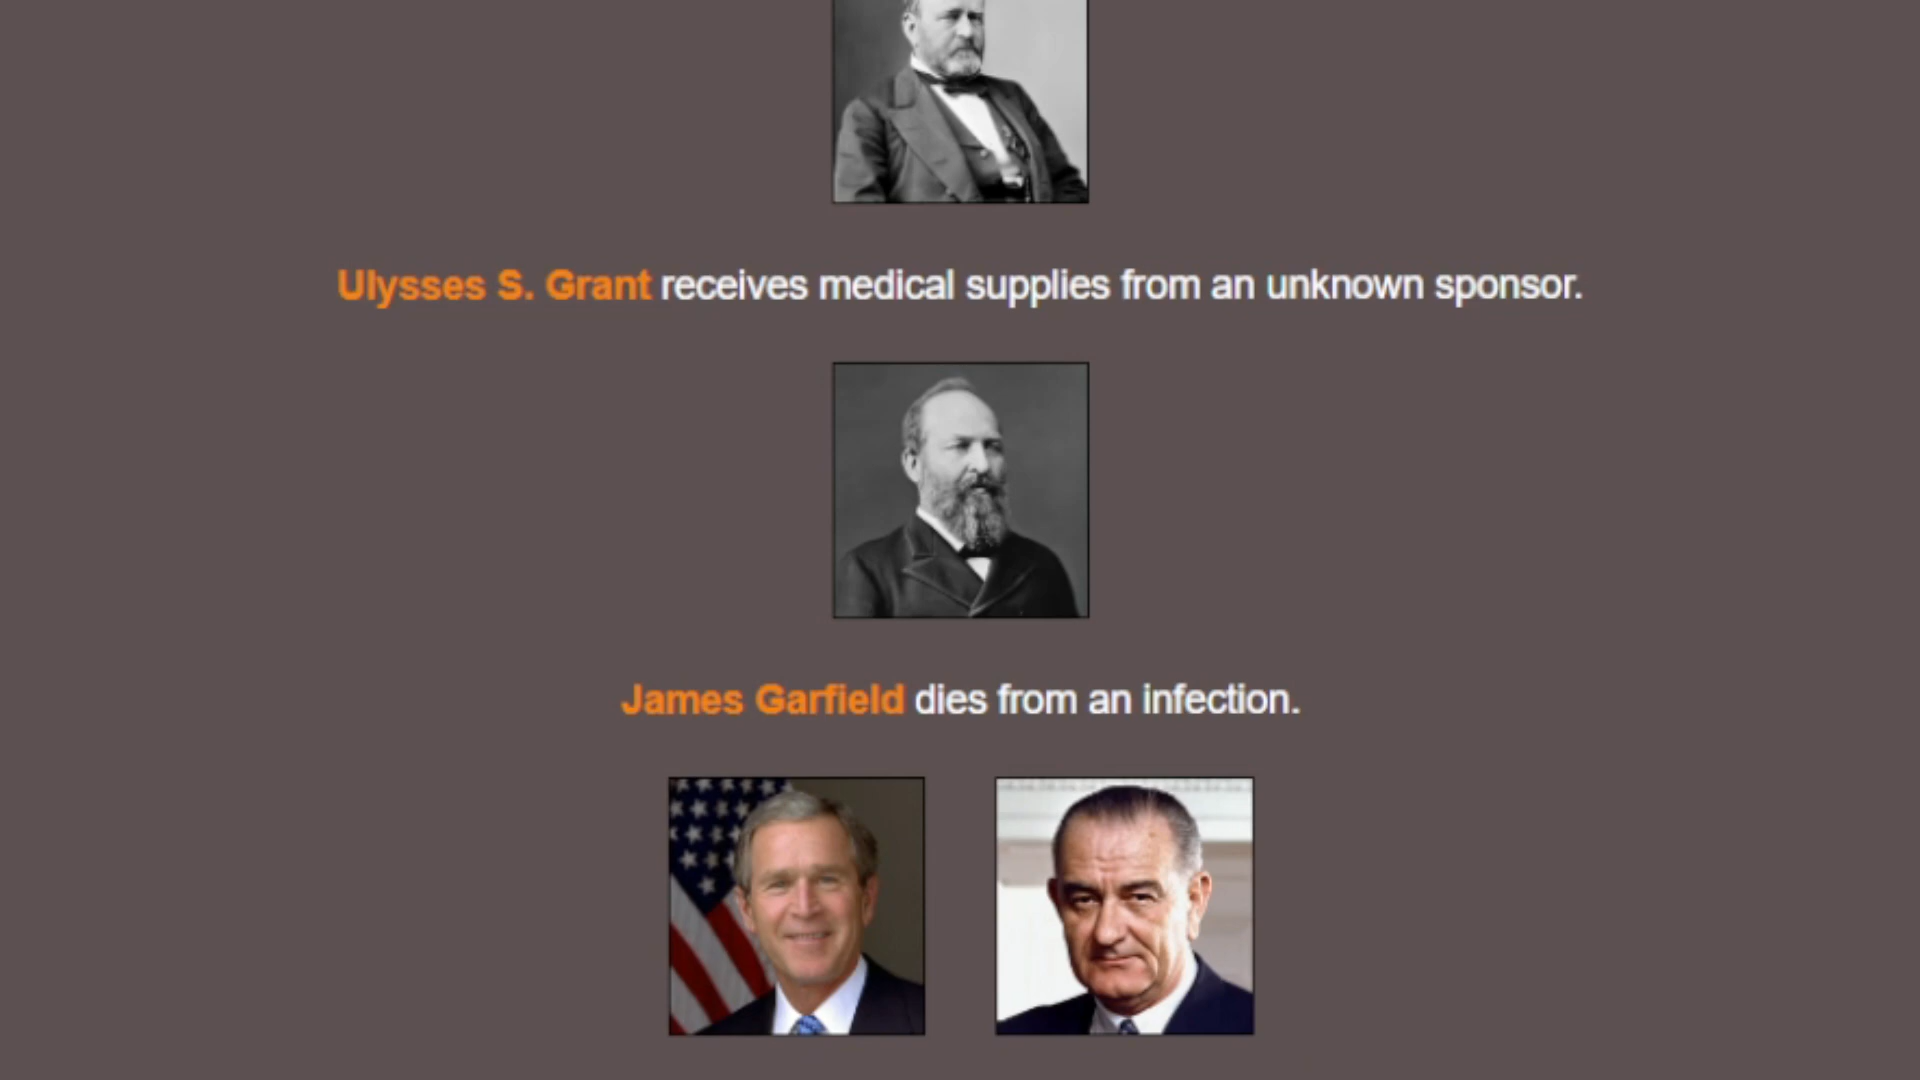 Ulysses S. Grant receives medical supplies from an unknown sponsor.
James Garfield dies from an infection.